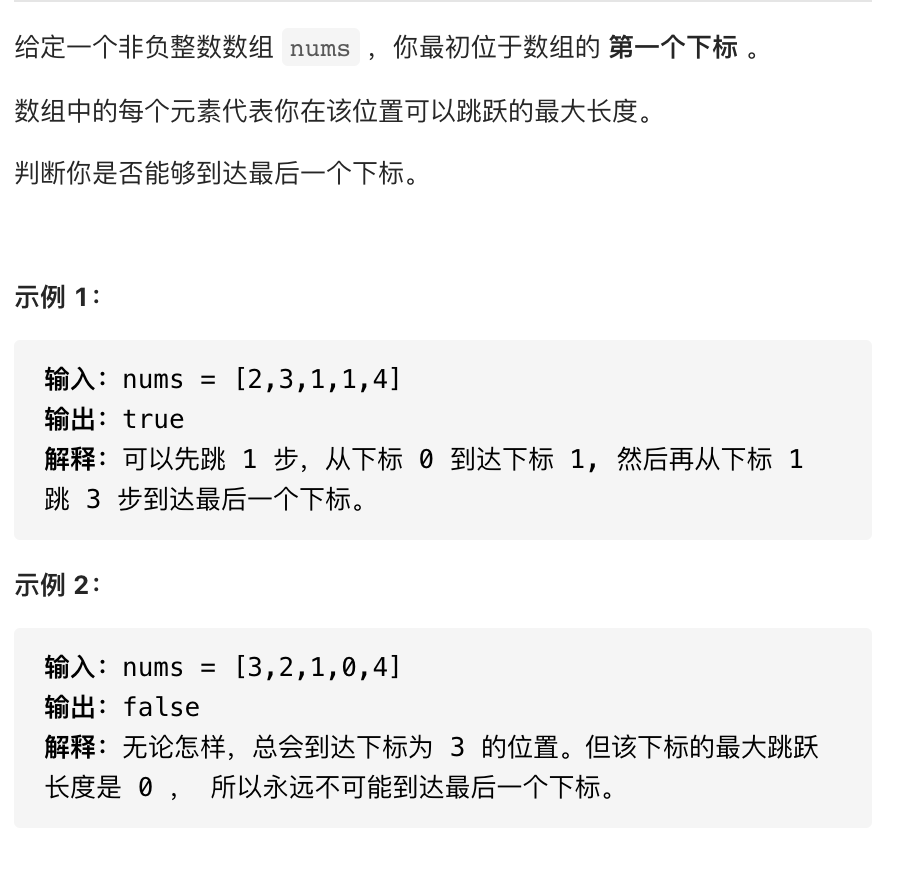 给定一个非负整数数组 nums ，你最初位于数组的 第一个下标 。
数组中的每个元素代表你在该位置可以跳跃的最大长度。
判断你是否能够到达最后一个下标。
示例 1：
输入：nums = [2,3,1,1,4]
输出：true
解释：可以先跳 1 步，从下标 0 到达下标 1, 然后再从下标 1
跳 3 步到达最后一个下标。
示例 2：
输入：nums = [3,2,1,0,4]
输出：false
解释：无论怎样，总会到达下标为 3 的位置。但该下标的最大跳跃
长度是 0 ， 所以永远不可能到达最后一个下标。